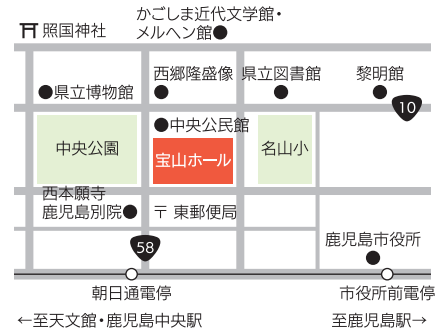 かごしま近代文学館・
メルヘン館
照国神社
西郷隆盛像
県立図書館
黎明館
県立博物館
10
中央公民館
中央公園
宝山ホール
名山小
西本願寺
鹿児島別院
〒 東郵便局
鹿児島市役所
58
朝日通電停
市役所前電停
←至天文館・鹿児島中央駅
至鹿児島駅→